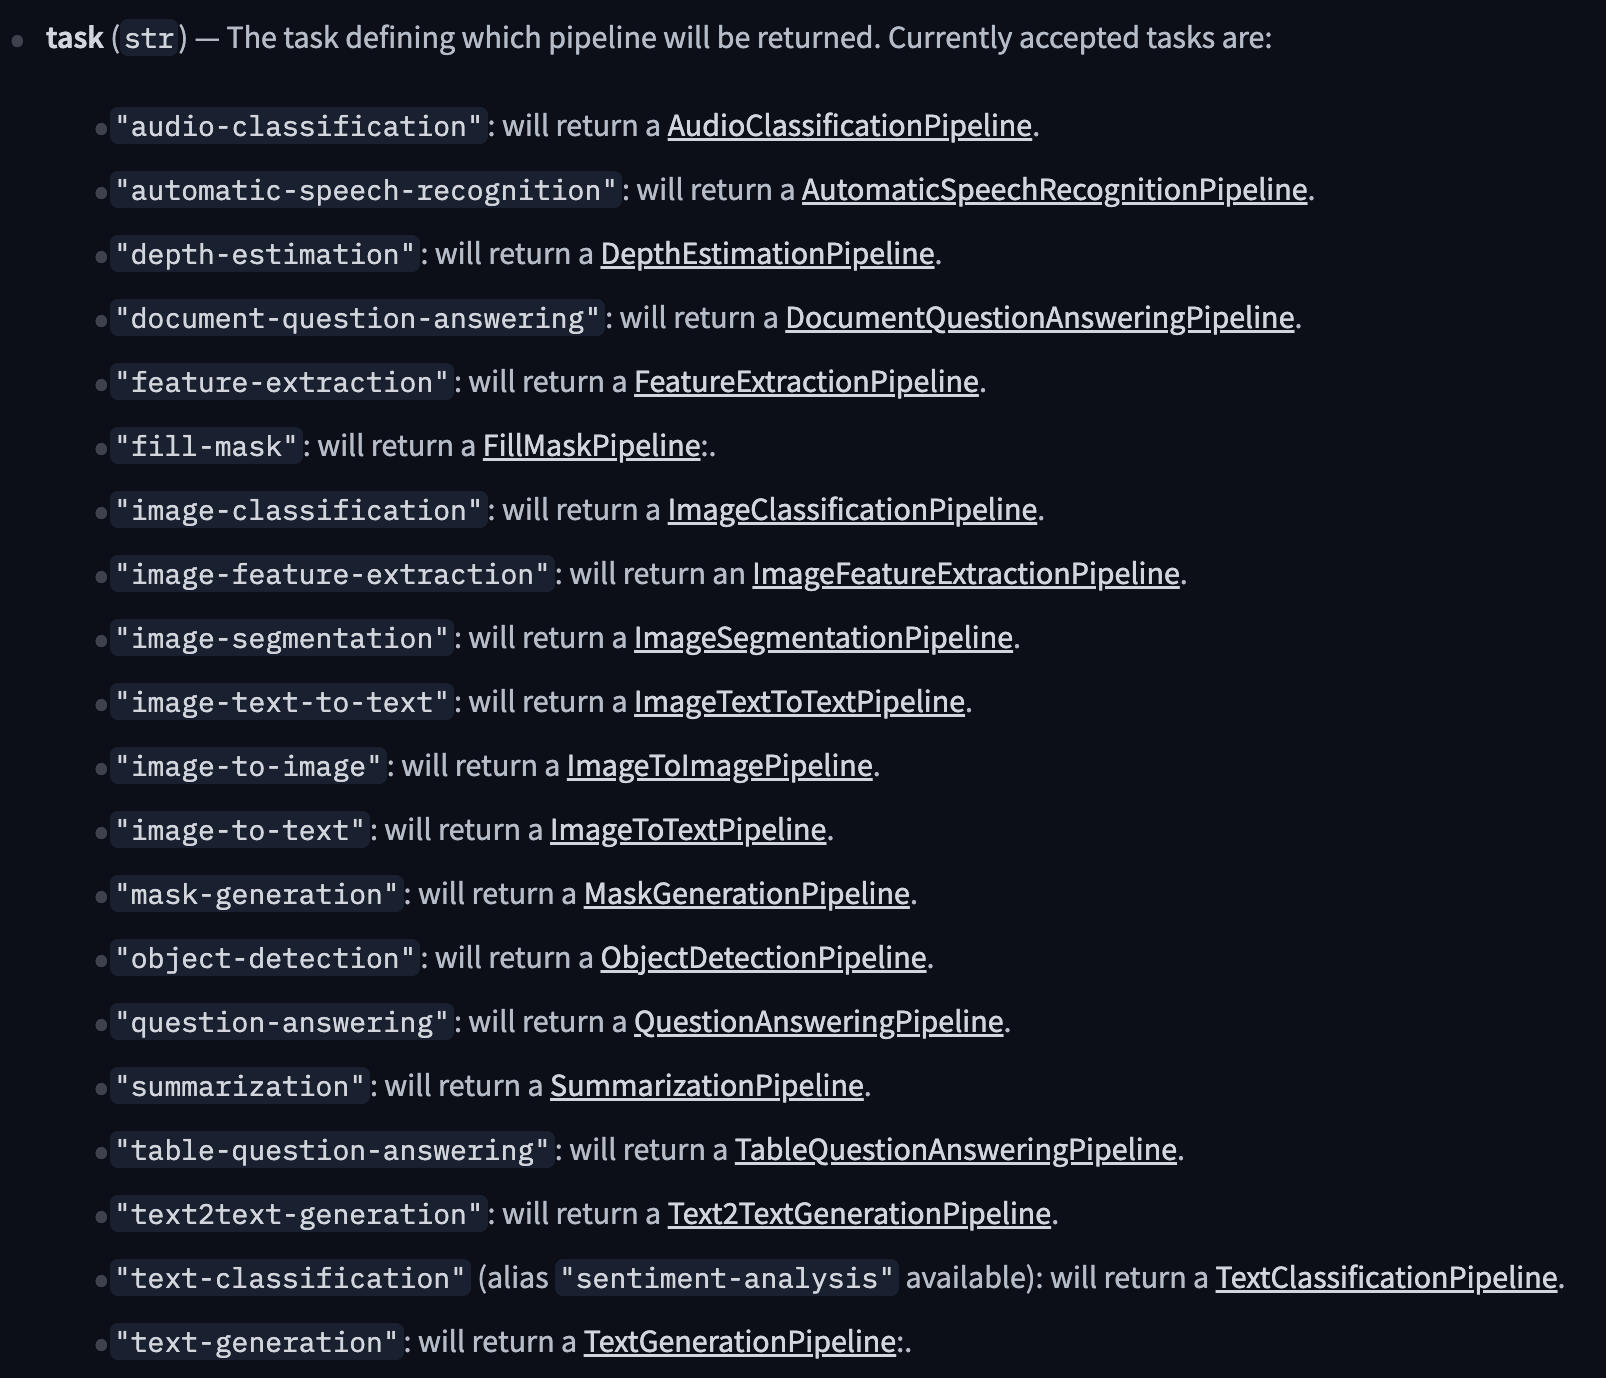 task (str) — The task defining which pipeline will be returned. Currently accepted tasks are:
"audio-classification": will return a AudioClassificationPipeline.
"automatic-speech-recognition": will return a AutomaticSpeechRecognitionPipeline.
"depth-estimation": will return a DepthEstimationPipeline.
"document-question-answering": will return a DocumentQuestionAnsweringPipeline.
"feature-extraction": will return a FeatureExtractionPipeline.
"fill-mask": will return a FillMaskPipeline:.
"image-classification": will return a ImageClassificationPipeline.
"image-feature-extraction": will return an ImageFeatureExtractionPipeline.
"image-segmentation": will return a ImageSegmentationPipeline.
"image-text-to-text": will return a ImageTextToTextPipeline.
"image-to-image": will return a ImageToImagePipeline.
"image-to-text": will return a ImageToTextPipeline.
"mask-generation": will return a MaskGenerationPipeline.
"object-detection": will return a ObjectDetectionPipeline.
"question-answering": will return a QuestionAnsweringPipeline.
"summarization": will return a SummarizationPipeline.
"table-question-answering": will return a TableQuestionAnsweringPipeline.
"text2text-generation": will return a Text2TextGenerationPipeline.
"text-classification" (alias "sentiment-analysis" available): will return a TextClassificationPipeline.
"text-generation": will return a TextGenerationPipeline:.